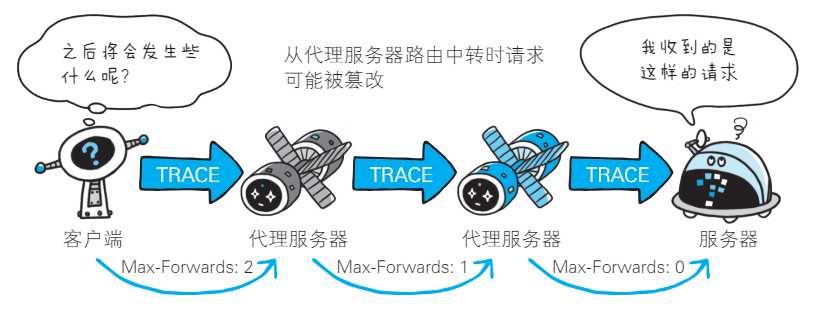 之后将会发生些
什么呢？
从代理服务器路由中转时请求
可能被篡改
我收到的是
这样的请求
?
TRACE
TRACE
TRACE
客户端
代理服务器
代理服务器
服务器
Max-Forwards: 2
Max-Forwards: 1
Max-Forwards: 0